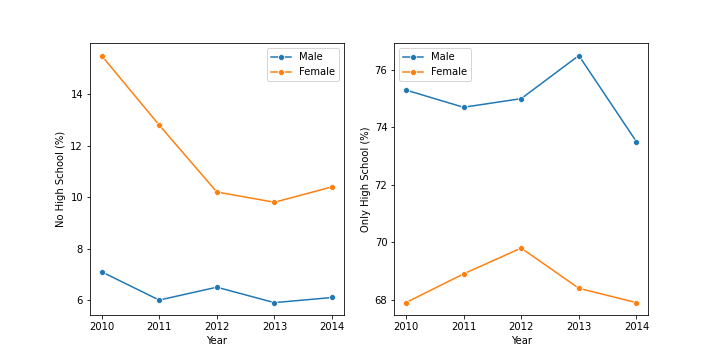 No High School (%)
14
12
10
8
6
Male
Female
2010 2011 2012 2013 2014
Year
Only High School (%)
76
74
72
70
68
Male
Female
2010 2011 2012 2013 2014
Year